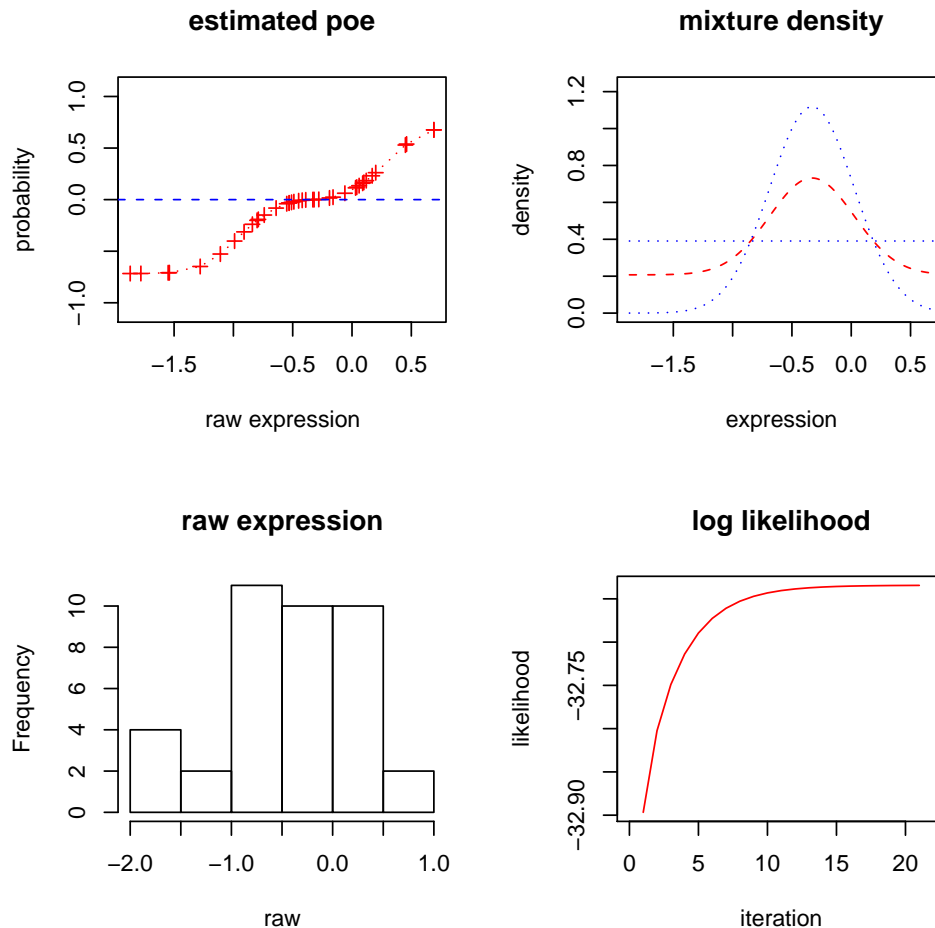 estimated poe
probability
1.0
0.5
0.0
−1.0
−1.5
−0.5
0.0
0.5
raw expression
mixture density
density
1.2
0.8
0.4
0.0
−1.5
−0.5
0.0
0.5
expression
raw expression
Frequency
10
8
6
4
2
0
−2.0
−1.0
0.0
1.0
raw
log likelihood
likelihood
−32.75
−32.90
0
5
10
15
20
iteration